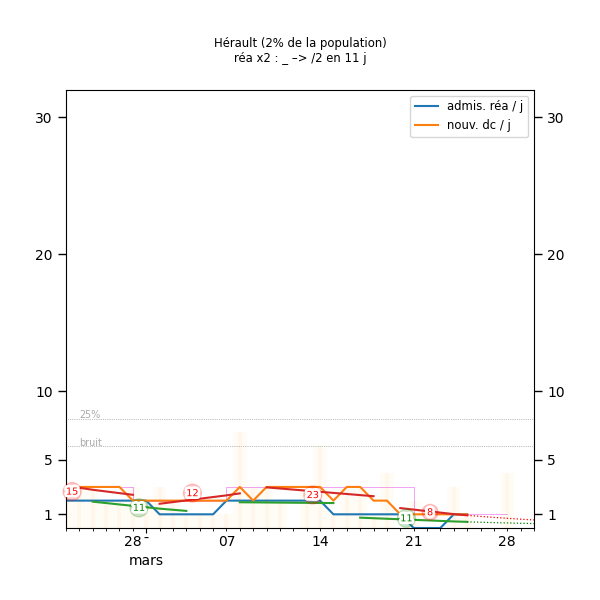 Hérault (2% de la population)
réa x2 : _ –> /2 en 11 j
admis. réa / j
nouv. dc / j
30 30
20 20
10 10
25%
bruit
5 5
15 11 12 23 11 8
1 1
28 07 14 21 28
mars